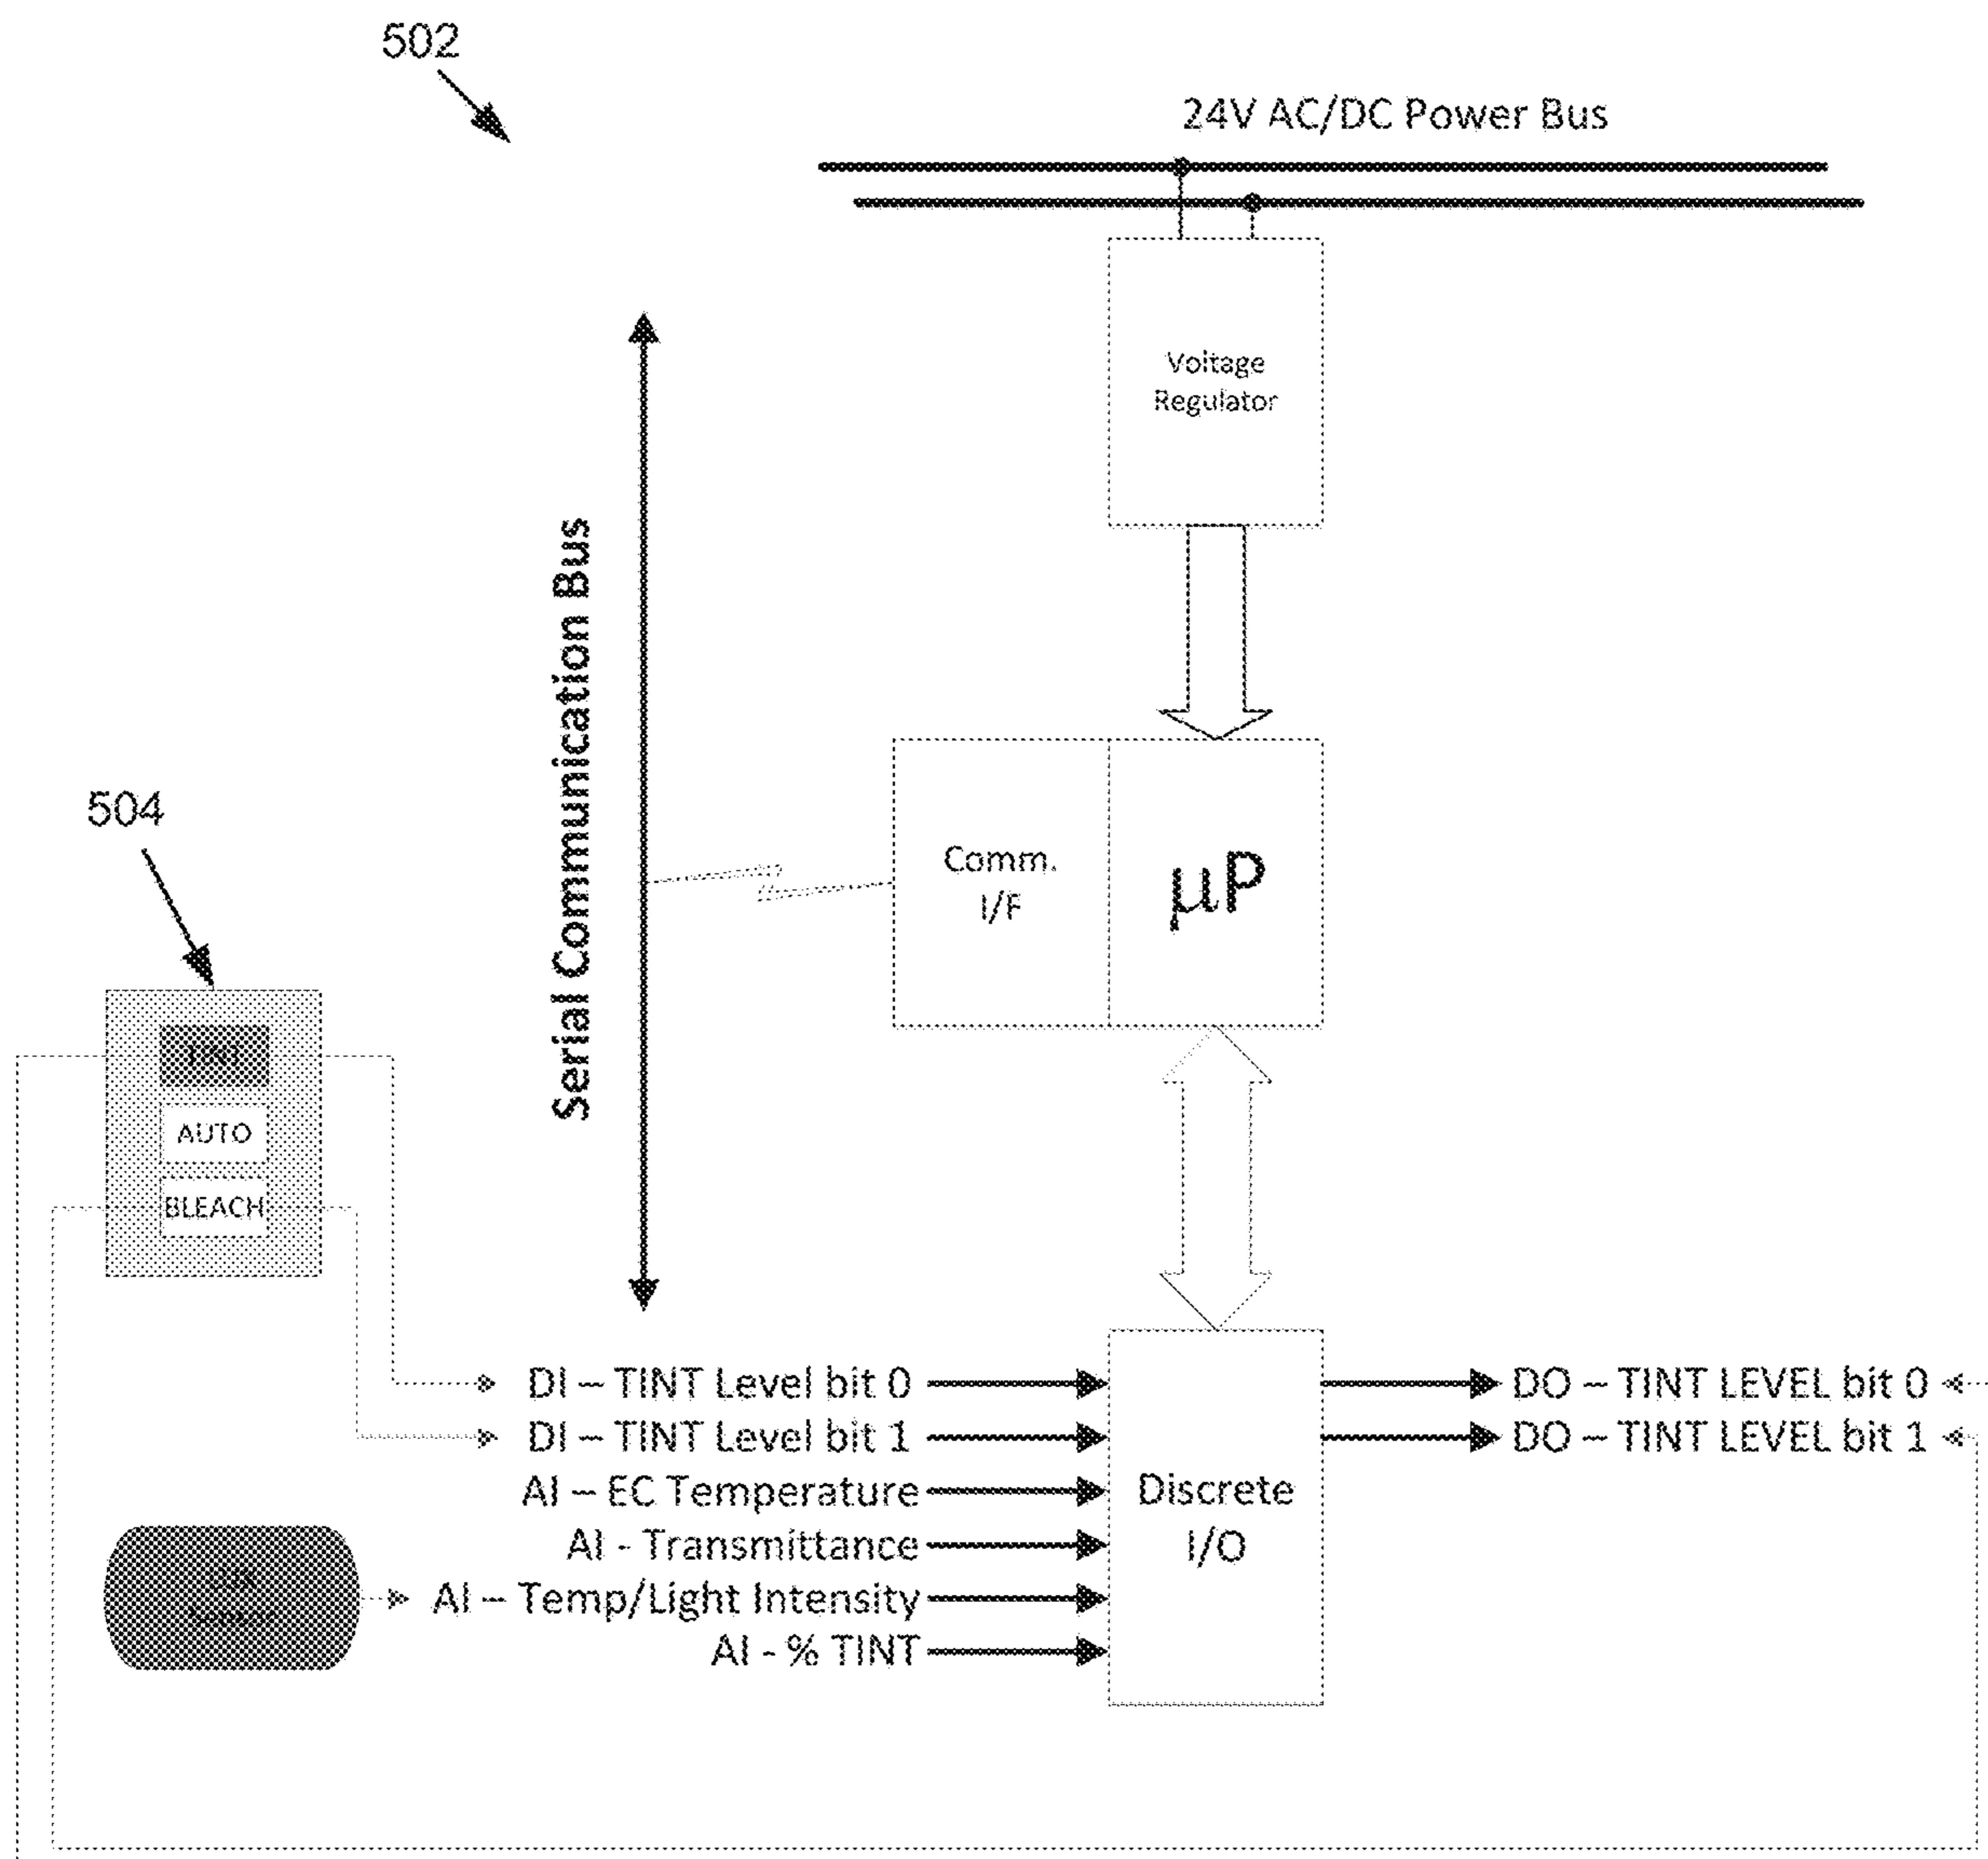 502
24V AC/DC Power Bus
Voltage
Regulator
Serial Communication Bus
504
Comm.
I/F
µP
TINT
AUTO
BLEACH
DI – TINT Level bit 0
DI – TINT Level bit 1
AI – EC Temperature
AI - Transmittance
AI – Temp/Light Intensity
AI - % TINT
Discrete
I/O
DO – TINT LEVEL bit 0
DO – TINT LEVEL bit 1